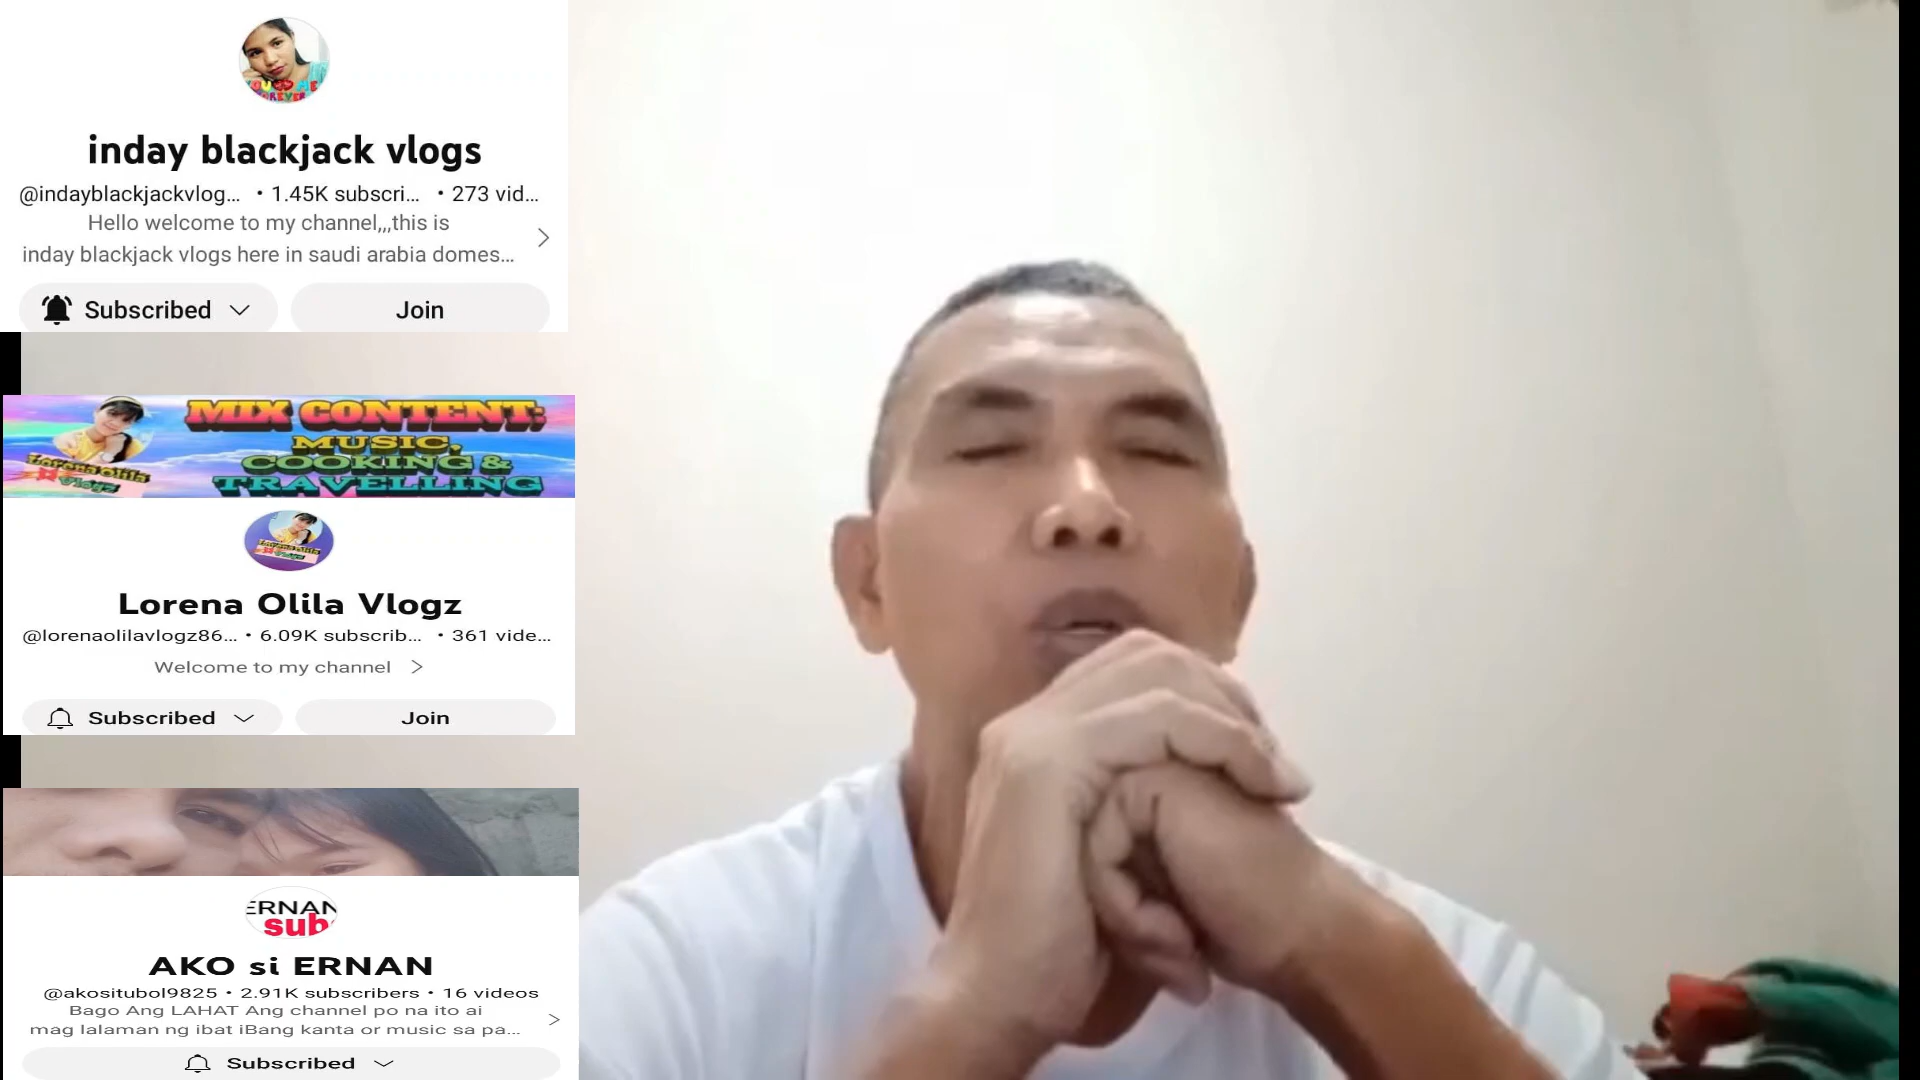 inday blackjack vlogs
@indayblackjackvlog... • 1.45K subscri... • 273 vid...
Hello welcome to my channel,,,this is
inday blackjack vlogs here in saudi arabia domes...
Subscribed
Join
MIX CONTENT:
MUSIC,
COOKING &
TRAVELLING
Lorena Olila
Vlogz
Lorena Olila Vlogz
@lorenaolilavlogz86... • 6.09K subscrib... • 361 vide...
Welcome to my channel
Subscribed
Join
ERNAN
sub
AKO si ERNAN
@akositubol9825 • 2.91K subscribers • 16 videos
Bago Ang LAHAT Ang channel po na ito ai
mag lalaman ng ibat iBang kanta or music sa pa...
Subscribed